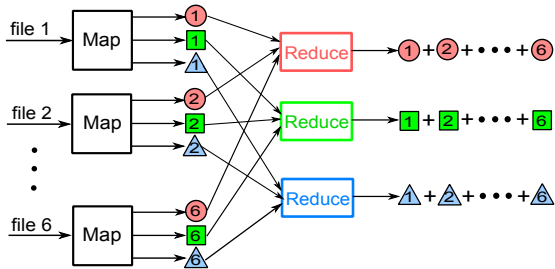 file 1
Map
1
1
1
Reduce
1 + 2 + • • • + 6
file 2
Map
2
2
2
Reduce
1 + 2 + • • • + 6
file 6
Map
6
6
6
Reduce
1 + 2 + • • • + 6